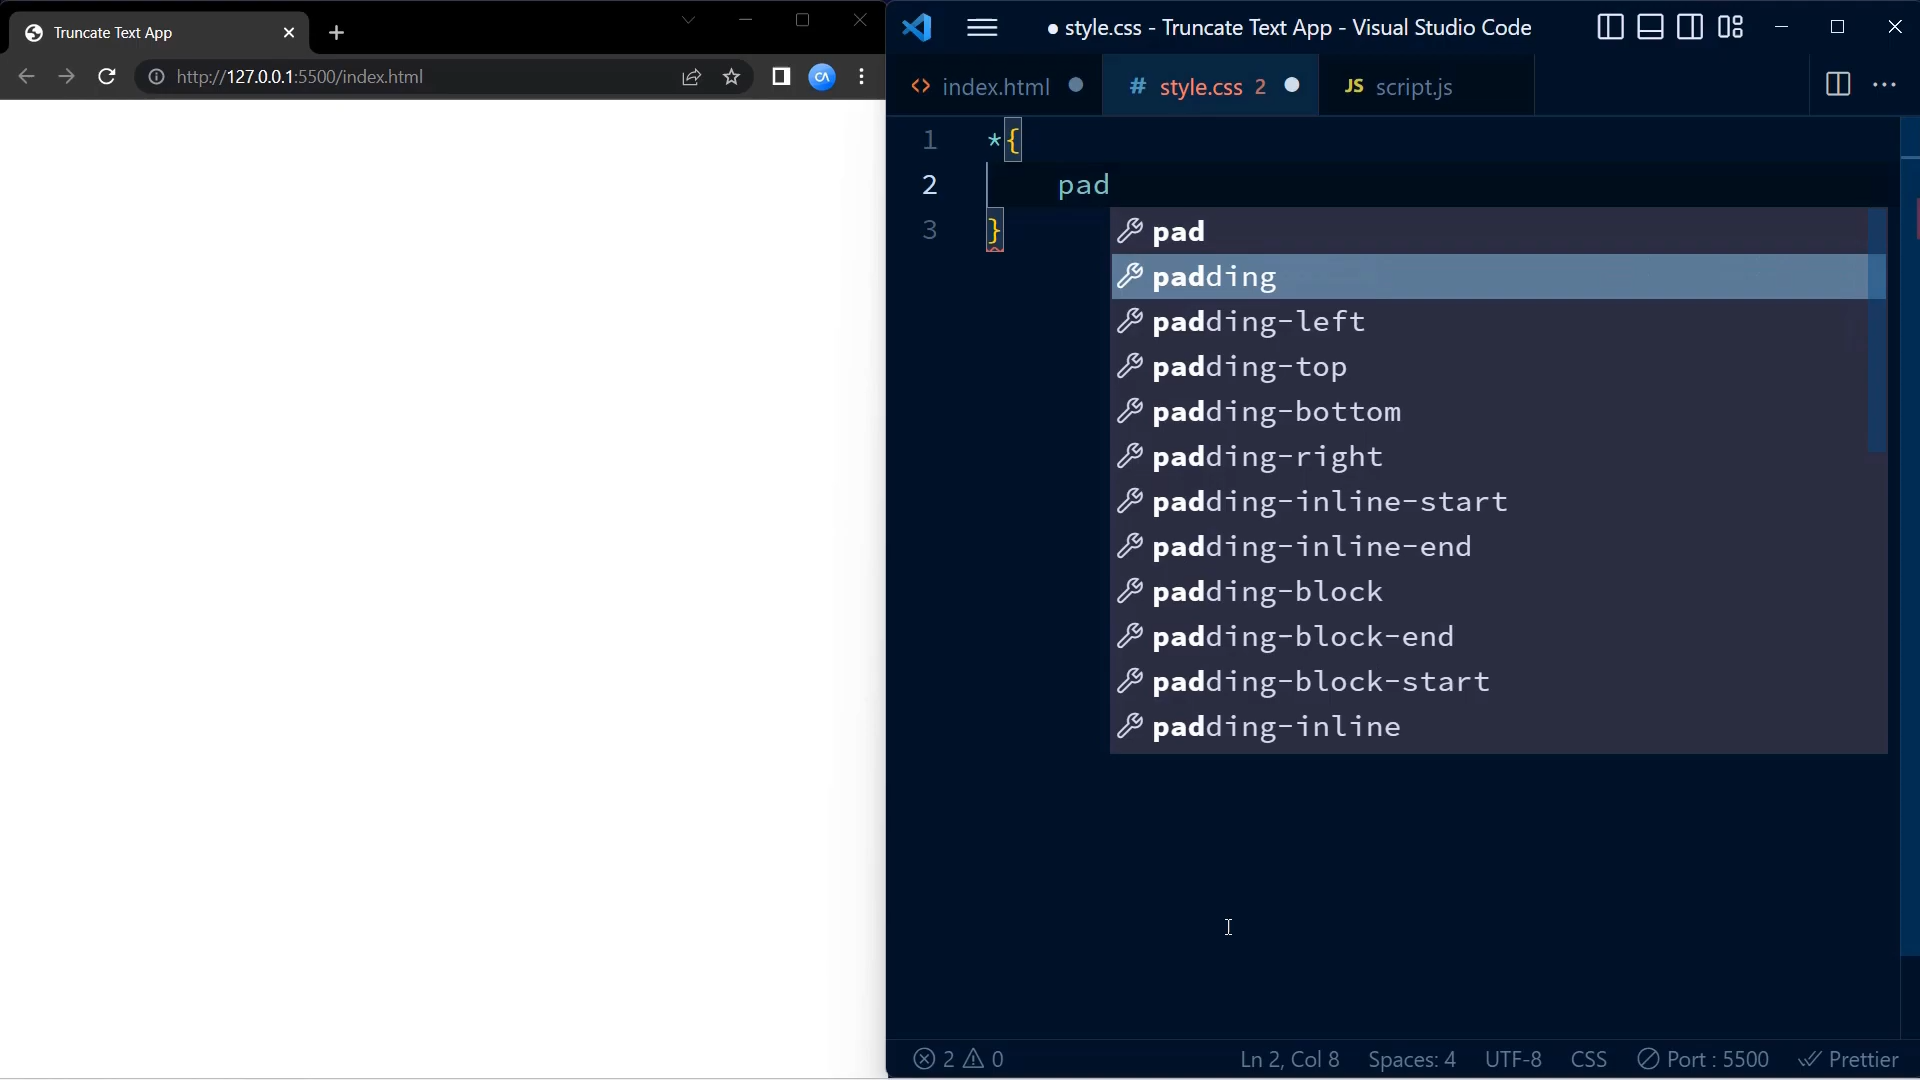 Truncate Text App
http://127.0.0.1:5500/index.html
CA
● style.css - Truncate Text App - Visual Studio Code
<> index.html ●
# style.css 2 ●
JS script.js
1 *{
2 pad
3 }
pad
padding
padding-left
padding-top
padding-bottom
padding-right
padding-inline-start
padding-inline-end
padding-block
padding-block-end
padding-block-start
padding-inline
2 0 Ln 2, Col 8 Spaces: 4 UTF-8 CSS Port : 5500 Prettier